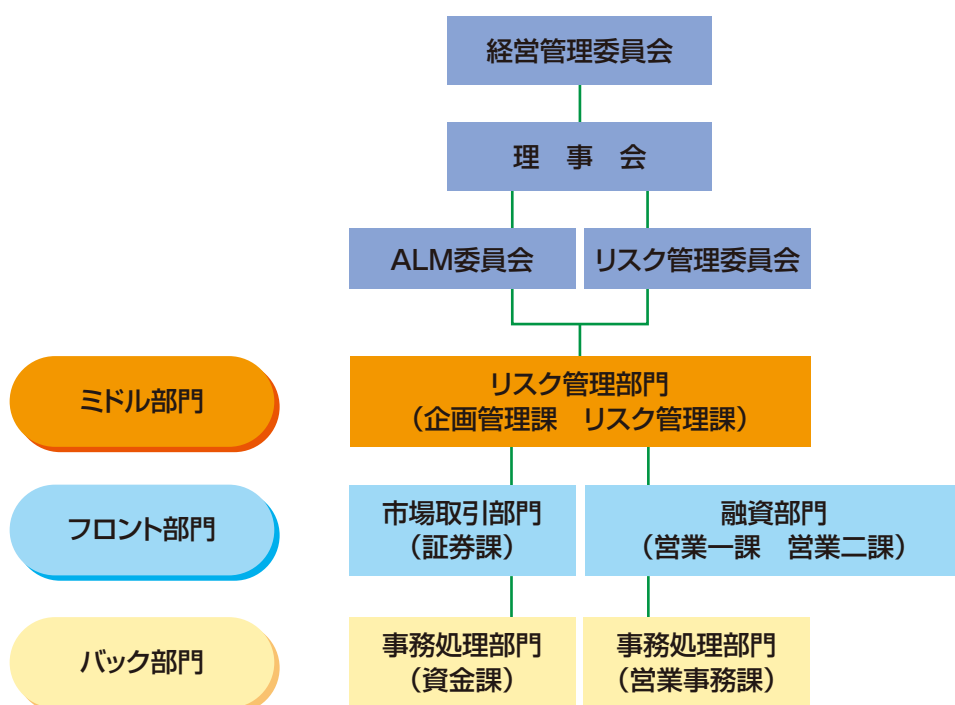 経営管理委員会
理　事　会
ALM委員会
リスク管理委員会
ミドル部門
リスク管理部門
（企画管理課　リスク管理課）
フロント部門
市場取引部門
（証券課）
融資部門
（営業一課　営業二課）
バック部門
事務処理部門
（資金課）
事務処理部門
（営業事務課）